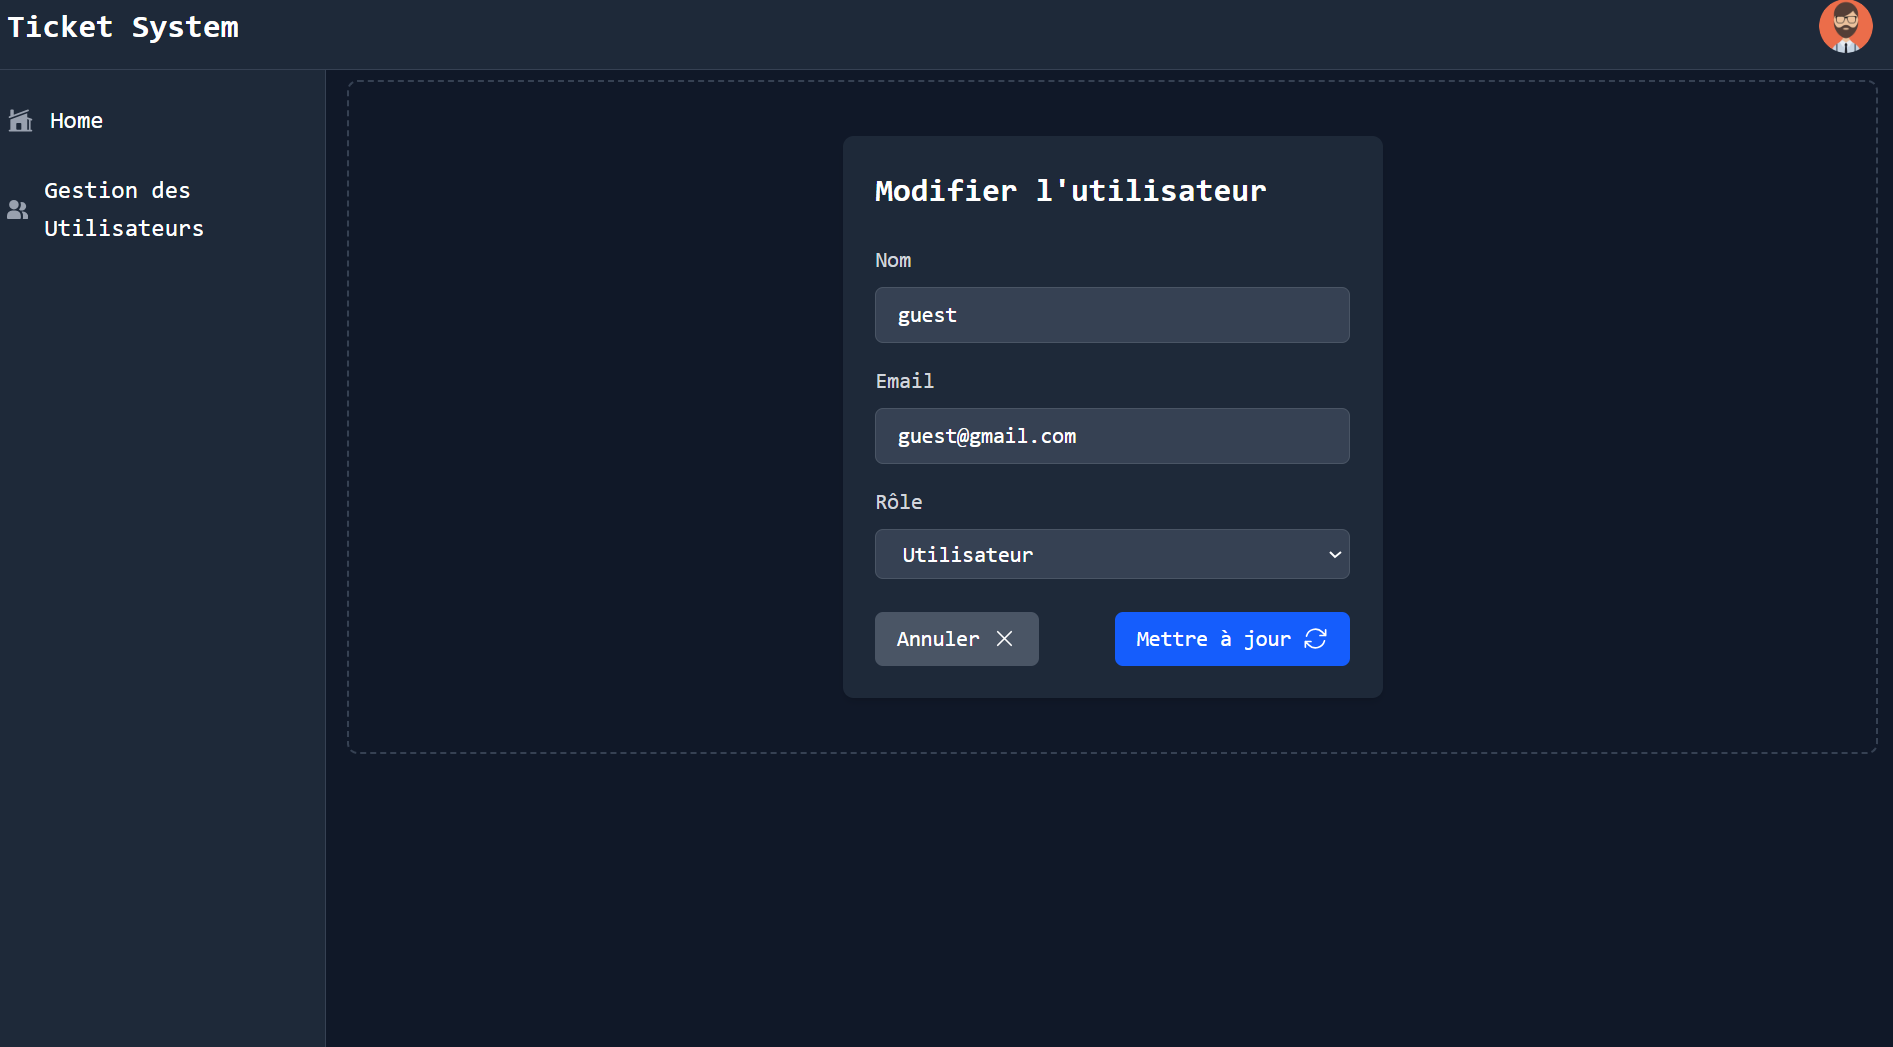 Ticket System
Home
Gestion des
Utilisateurs
Modifier l'utilisateur
Nom
guest
Email
guest@gmail.com
Rôle
Utilisateur
Annuler
Mettre à jour